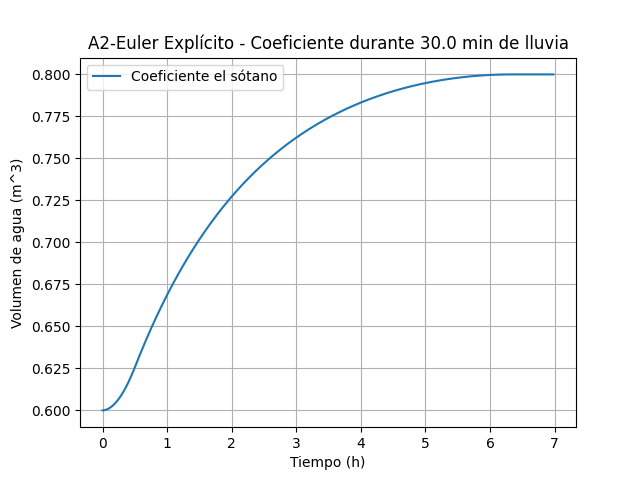 A2-Euler Explícito - Coeficiente durante 30.0 min de lluvia
Coeficiente el sótano
Volumen de agua (m^3)
0.800
0.775
0.750
0.725
0.700
0.675
0.650
0.625
0.600
0 1 2 3 4 5 6 7
Tiempo (h)